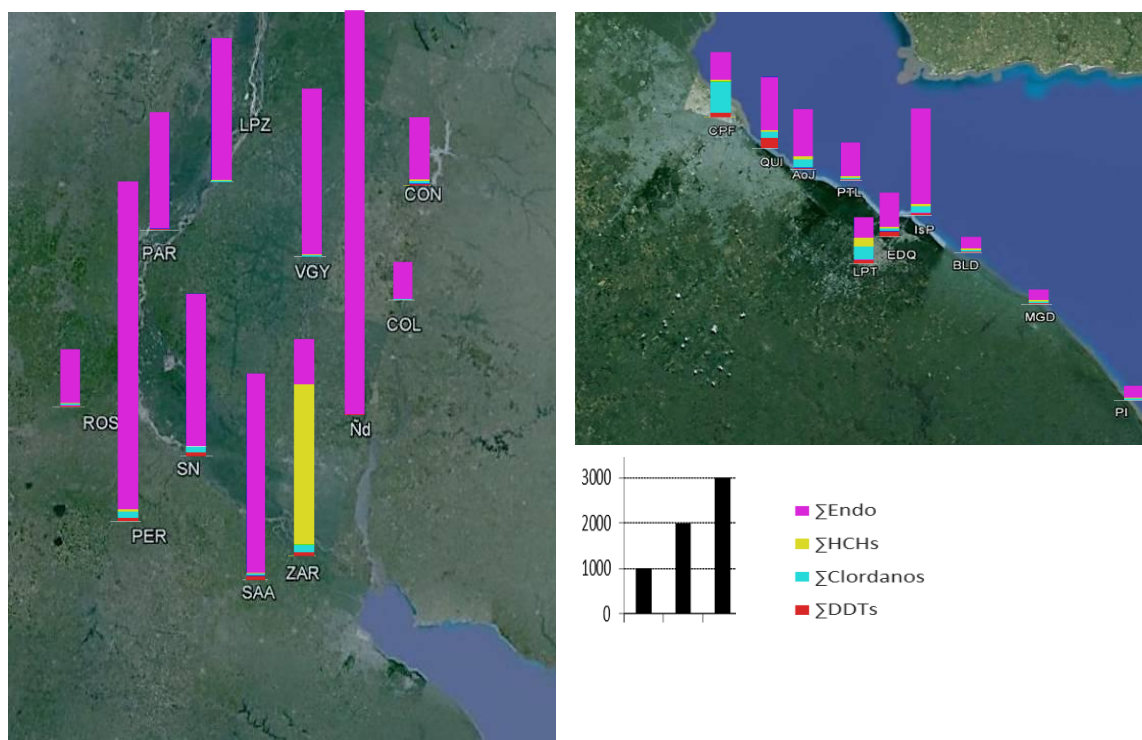 LPZ
CON
PAR
VGY
COL
ROS
Ñd
SN
PER
ZAR
SAA
CPF
QUI
AoJ
PTL
IsP
EDQ
LPT
BLD
MGD
PI
3000
2000
1000
0
∑Endo
∑HCHs
∑Clordanos
∑DDTs